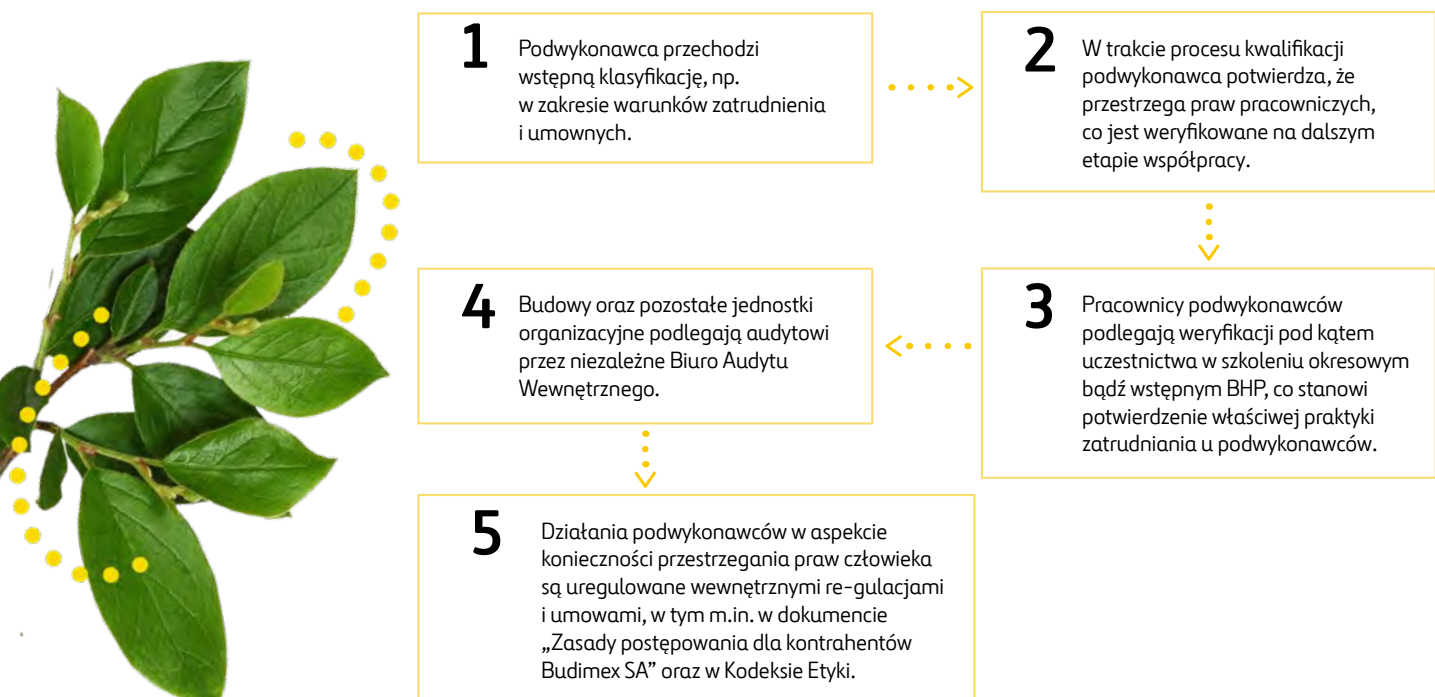 1
Podwykonawca przechodzi
wstępną klasyfikację, np.
w zakresie warunków zatrudnienia
i umownych.
2
W trakcie procesu kwalifikacji
podwykonawca potwierdza, że
przestrzega praw pracowniczych,
co jest weryfikowane na dalszym
etapie współpracy.
3
Pracownicy podwykonawców
podlegają weryfikacji pod kątem
uczestnictwa w szkoleniu okresowym
bądź wstępnym BHP, co stanowi
potwierdzenie właściwej praktyki
zatrudniania u podwykonawców.
4
Budowy oraz pozostałe jednostki
organizacyjne podlegają audytowi
przez niezależne Biuro Audytu
Wewnętrznego.
5
Działania podwykonawców w aspekcie
konieczności przestrzegania praw człowieka
są uregulowane wewnętrznymi re-gulacjami
i umowami, w tym m.in. w dokumencie
„Zasady postępowania dla kontrahentów
Budimex SA” oraz w Kodeksie Etyki.